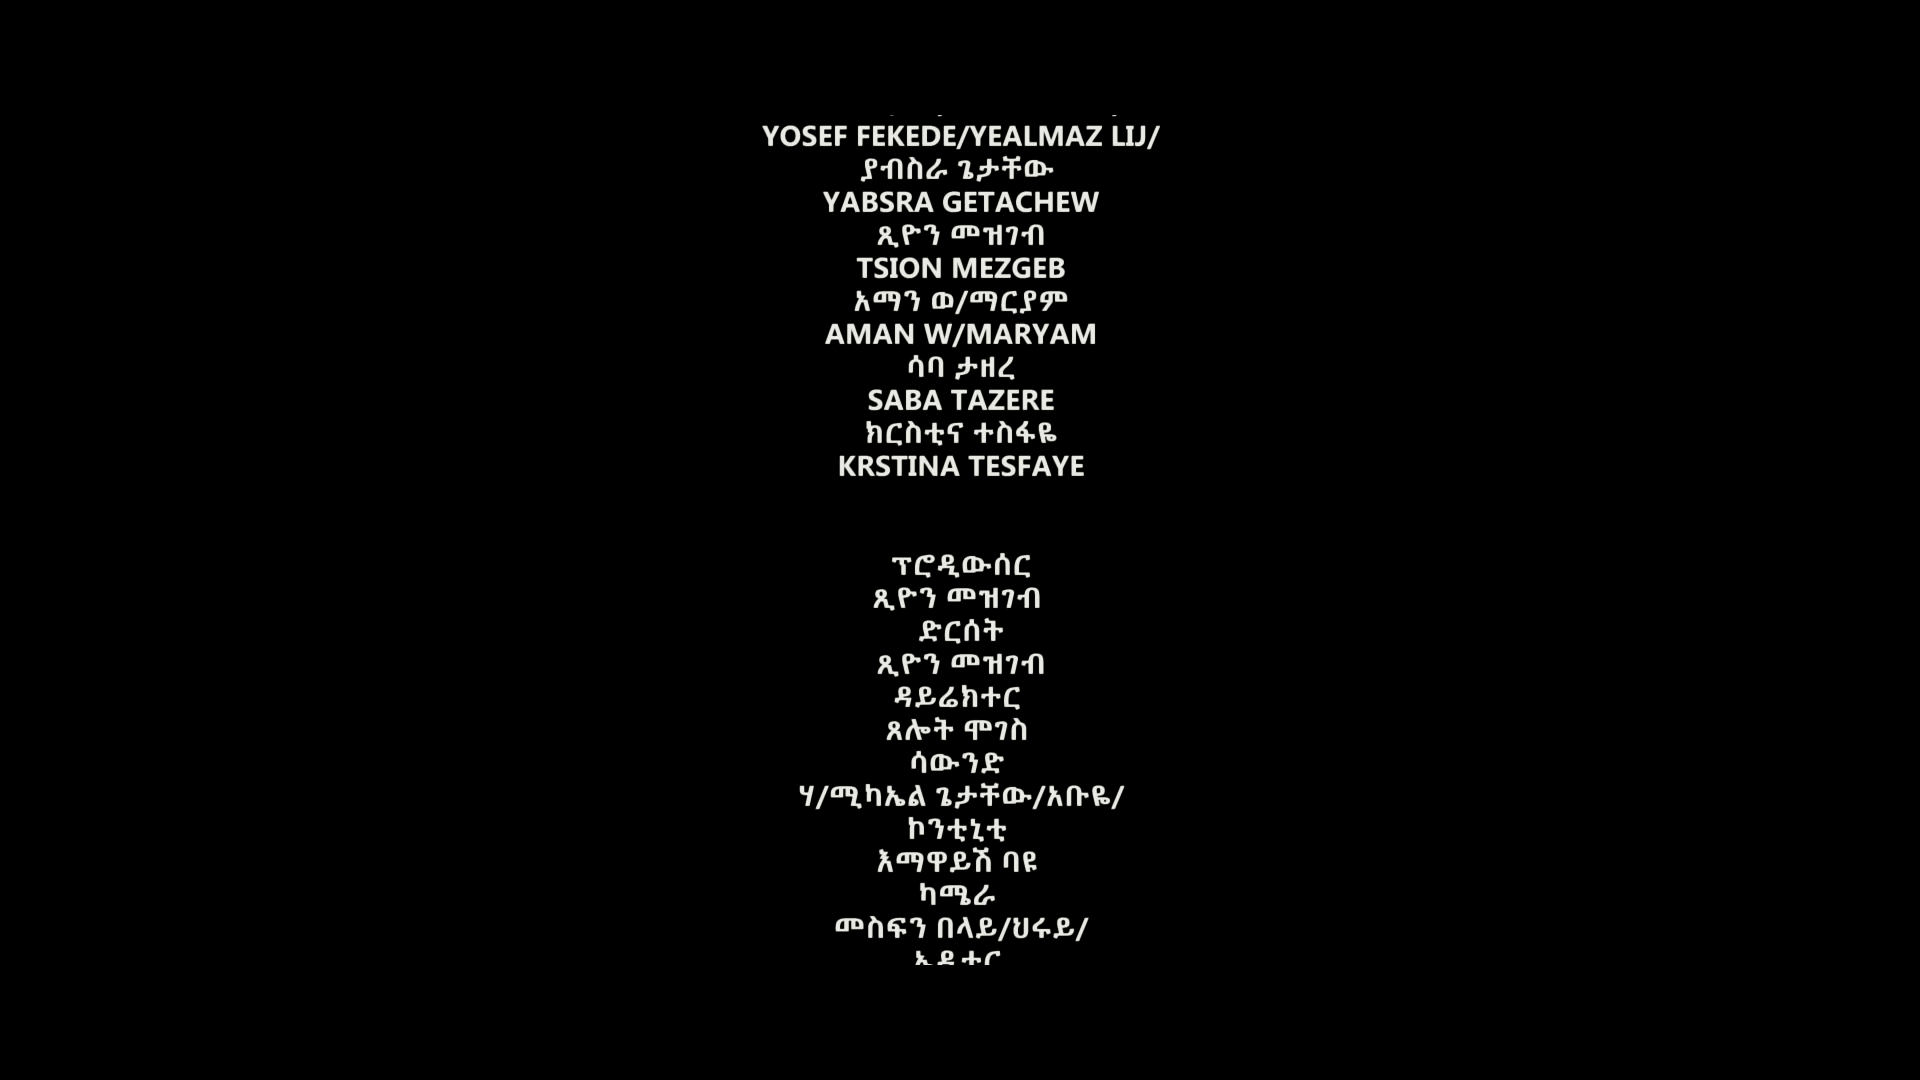 YOSEF FEKEDE/YEALMAZ LIJ/
ያብስራ ጌታቸው
YABSRA GETACHEW
ጺዮን መዝገብ
TSION MEZGEB
አማን ወ/ማርያም
AMAN W/MARYAM
ሳባ ታዘረ
SABA TAZERE
ክርስቲና ተስፋዬ
KRSTINA TESFAYE
ፕሮዲውሰር
ጺዮን መዝገብ
ድርሰት
ጺዮን መዝገብ
ዳይሬክተር
ጸሎት ሞገስ
ሳውንድ
ሃ/ሚካኤል ጌታቸው/አቡዬ/
ኮንቲኒቲ
እማዋይሽ ባዩ
ካሜራ
መስፍን በላይ/ህሩይ/